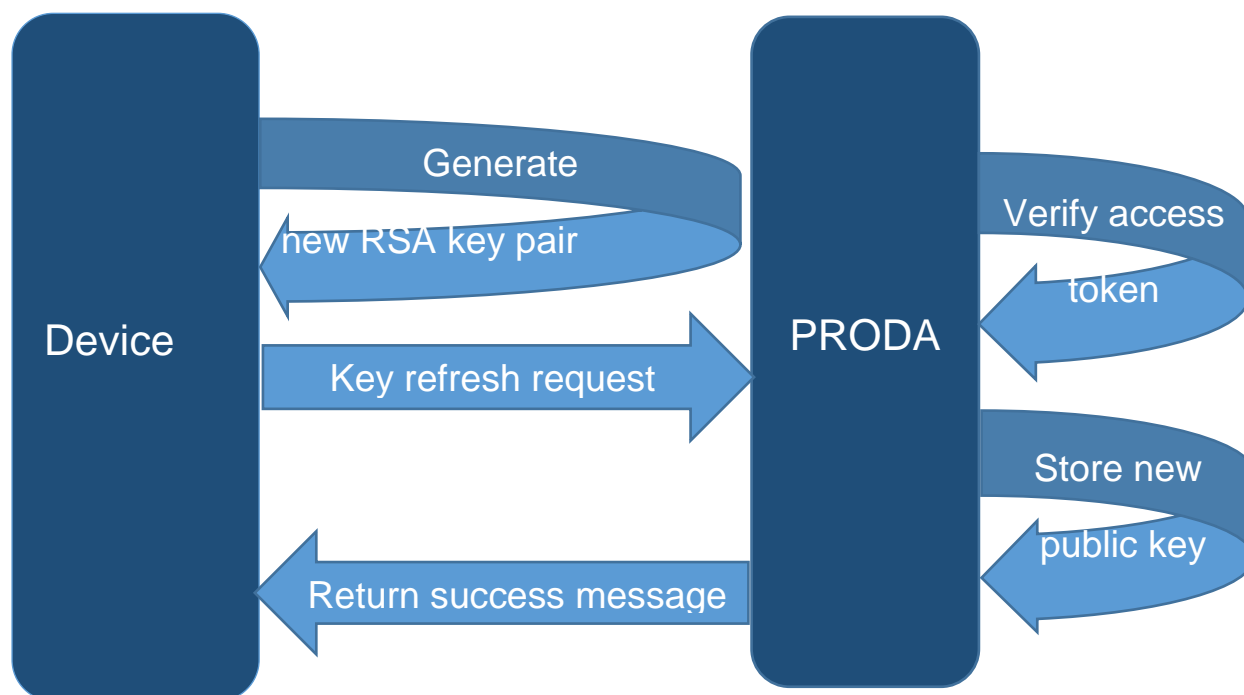 Device
Generate
new RSA key pair
Key refresh request
Return success message
PRODA
Verify access
token
Store new
public key